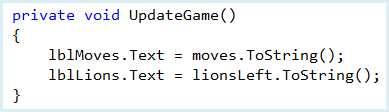 private void UpdateGame()
{
    lblMoves.Text = moves.ToString();
    lblLions.Text = lionsLeft.ToString();
}